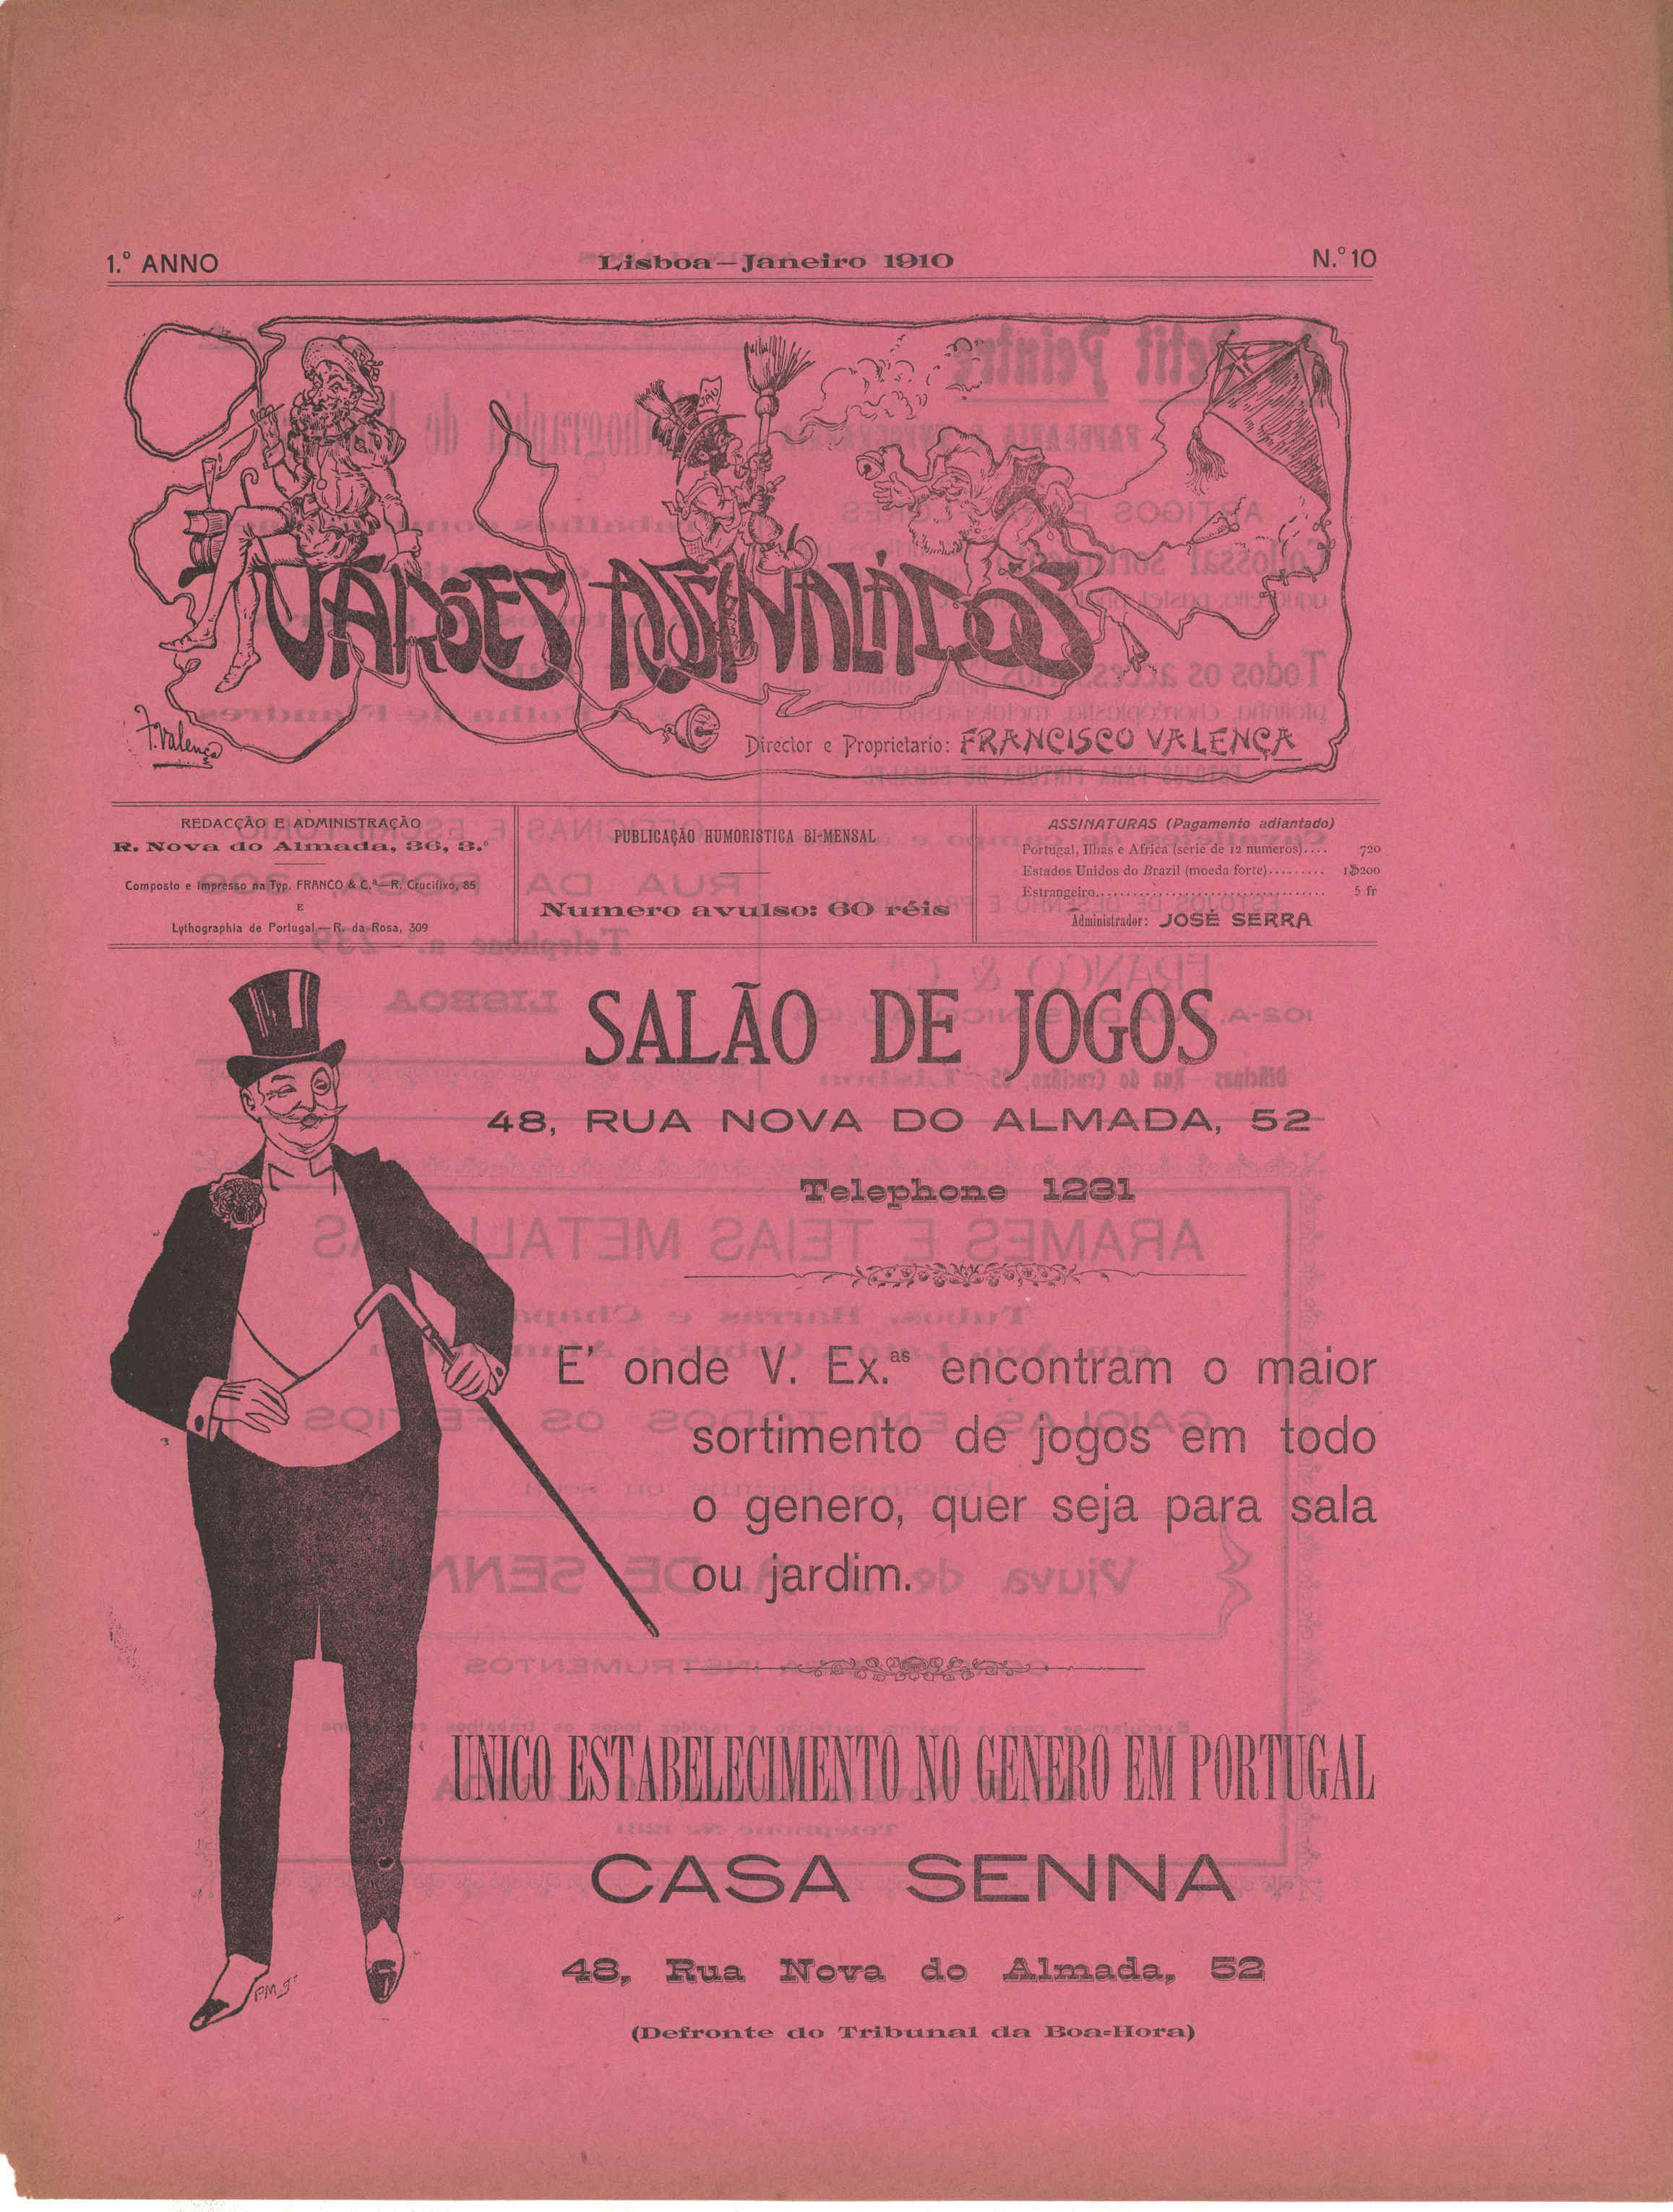 1.º ANNO
Lisboa—Janeiro 1910
N.º 10
VARÕES ASSINALÁDOS
F. Valença
Director e Proprietario: FRANCISCO VALENÇA
REDACÇÃO E ADMINISTRAÇÃO
R. Nova do Almada, 36, 3.º
Composto e impresso na Typ. FRANCO & C.ª—R. Crucifixo, 85
E
Lythographia de Portugal—R. da Rosa, 309
PUBLICAÇÃO HUMORISTICA BI-MENSAL
Numero avulso: 60 réis
ASSINATURAS (Pagamento adiantado)
Portugal, Ilhas e Africa (serie de 12 numeros).... 720
Estados Unidos do Brazil (moeda forte)......... 1$200
Estrangeiro................................... 5 fr
Administrador: JOSÉ SERRA
SALÃO DE JOGOS
48, RUA NOVA DO ALMADA, 52
Telephone 1231
E' onde V. Ex.as encontram o maior
sortimento de jogos em todo
o genero, quer seja para sala
ou jardim.
UNICO ESTABELECIMENTO NO GENERO EM PORTUGAL
CASA SENNA
48, Rua Nova do Almada, 52
(Defronte do Tribunal da Boa-Hora)